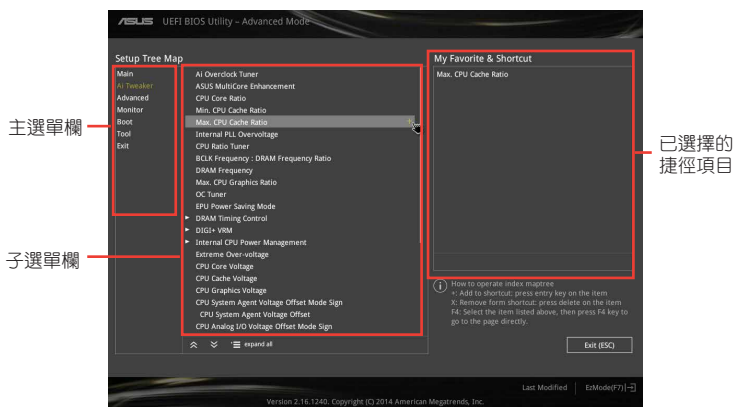 ASUS UEFI BIOS Utility – Advanced Mode
Setup Tree Map
Main
Ai Tweaker
Advanced
Monitor
Boot
Tool
Exit
主選單欄
子選單欄
Ai Overclock Tuner
ASUS MultiCore Enhancement
CPU Core Ratio
Min. CPU Cache Ratio
Max. CPU Cache Ratio +
Internal PLL Overvoltage
CPU Ratio Tuner
BCLK Frequency : DRAM Frequency Ratio
DRAM Frequency
Max. CPU Graphics Ratio
OC Tuner
EPU Power Saving Mode
DRAM Timing Control
DIGI+ VRM
Internal CPU Power Management
Extreme Over-voltage
CPU Core Voltage
CPU Cache Voltage
CPU Graphics Voltage
CPU System Agent Voltage Offset Mode Sign
CPU System Agent Voltage Offset
CPU Analog I/O Voltage Offset Mode Sign
expand all
My Favorite & Shortcut
Max. CPU Cache Ratio
已選擇的
捷徑項目
How to operate index maptree
+: Add to shortcut: press entry key on the item
X: Remove form shortcut: press delete on the item
F4: Select the item listed above, then press F4 key to
go to the page directly.
Exit (ESC)
Last Modified
EzMode(F7)
Version 2.16.1240. Copyright (C) 2014 American Megatrends, Inc.